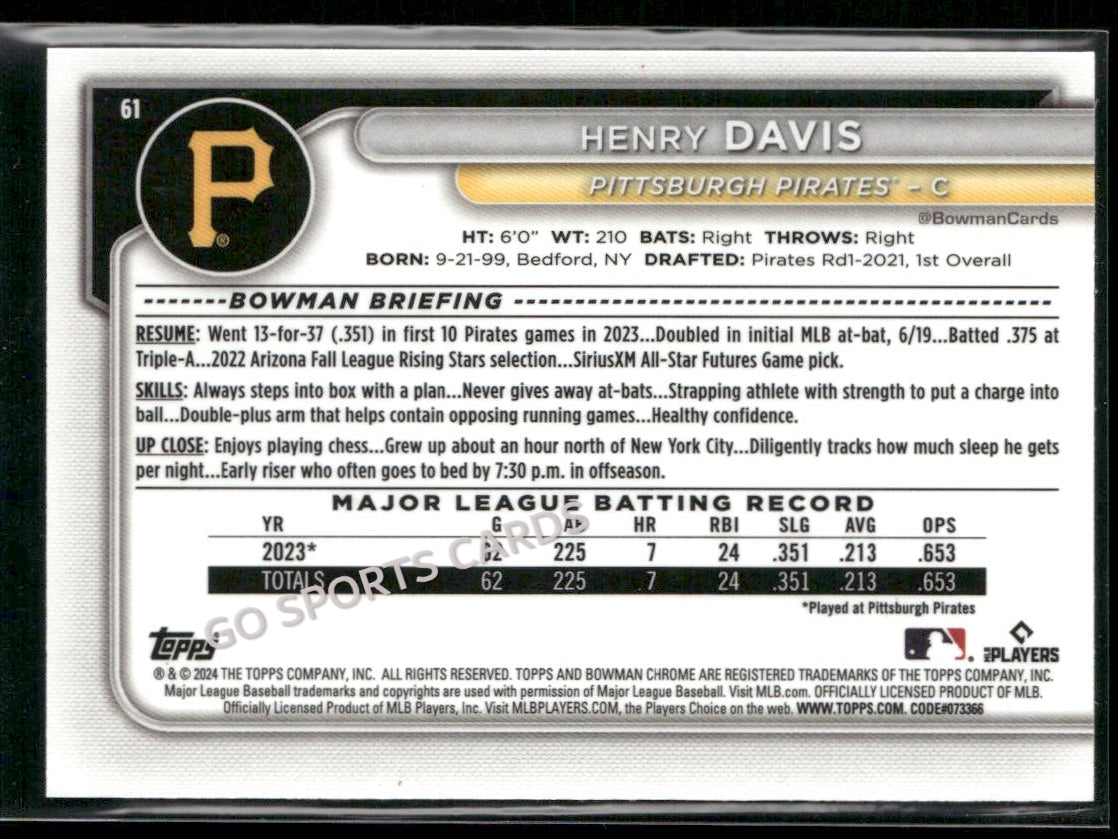 61
P®
HENRY DAVIS
PITTSBURGH PIRATES® – C
@BowmanCards
HT: 6'0" WT: 210 BATS: Right THROWS: Right
BORN: 9-21-99, Bedford, NY DRAFTED: Pirates Rd1-2021, 1st Overall
BOWMAN BRIEFING
RESUME: Went 13-for-37 (.351) in first 10 Pirates games in 2023...Doubled in initial MLB at-bat, 6/19...Batted .375 at
Triple-A...2022 Arizona Fall League Rising Stars selection...SiriusXM All-Star Futures Game pick.
SKILLS: Always steps into box with a plan...Never gives away at-bats...Strapping athlete with strength to put a charge into
ball...Double-plus arm that helps contain opposing running games...Healthy confidence.
UP CLOSE: Enjoys playing chess...Grew up about an hour north of New York City...Diligently tracks how much sleep he gets
per night...Early riser who often goes to bed by 7:30 p.m. in offseason.
MAJOR LEAGUE BATTING RECORD
YR G AB HR RBI SLG AVG OPS
2023* 62 225 7 24 .351 .213 .653
TOTALS 62 225 7 24 .351 .213 .653
*Played at Pittsburgh Pirates
GO SPORTS CARDS
Topps
MLB PLAYERS
® & © 2024 THE TOPPS COMPANY, INC. ALL RIGHTS RESERVED. TOPPS AND BOWMAN CHROME ARE REGISTERED TRADEMARKS OF THE TOPPS COMPANY, INC.
Major League Baseball trademarks and copyrights are used with permission of Major League Baseball. Visit MLB.com. OFFICIALLY LICENSED PRODUCT OF MLB.
Officially Licensed Product of MLB Players, Inc. Visit MLBPLAYERS.COM, the Players Choice on the web. WWW.TOPPS.COM. CODE#073366